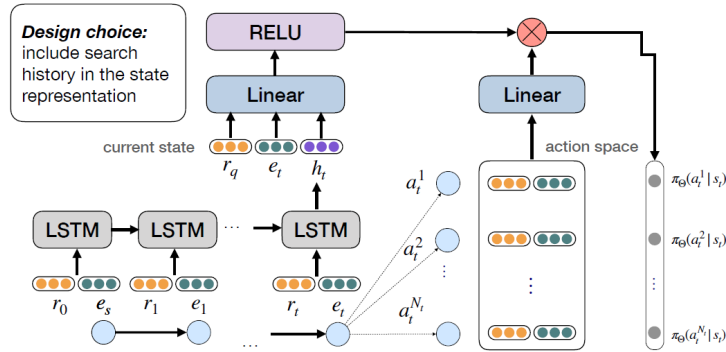 Design choice:
include search
history in the state
representation
RELU
Linear
Linear
current state
action space
r_q e_t h_t
LSTM LSTM ... LSTM
r_0 e_s r_1 e_1 r_t e_t
...
a_t^1
a_t^2
⋮
a_t^{N_t}
⋮
π_Θ(a_t^1 | s_t)
π_Θ(a_t^2 | s_t)
⋮
π_Θ(a_t^{N_t} | s_t)